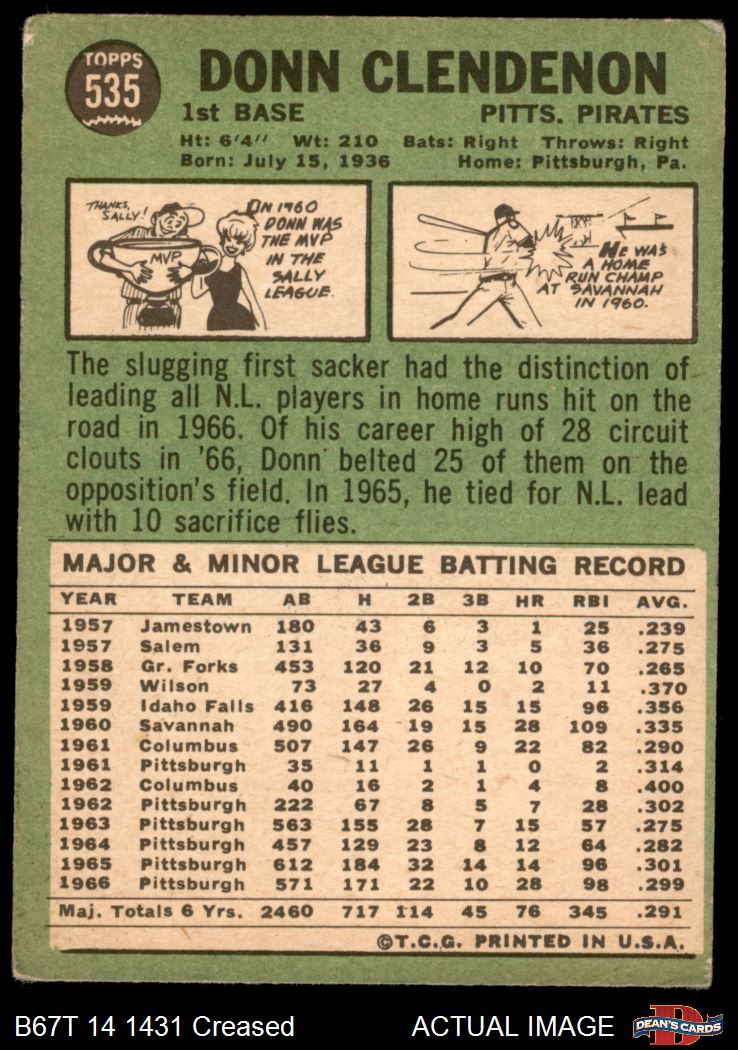 TOPPS
535
DONN CLENDENON
1st BASE PITTS. PIRATES
Ht: 6'4" Wt: 210 Bats: Right Throws: Right
Born: July 15, 1936 Home: Pittsburgh, Pa.
THANKS, SALLY!
MVP
IN 1960
DONN WAS
THE MVP
IN THE
SALLY
LEAGUE.
HE WAS
A HOME
RUN CHAMP
AT SAVANNAH
IN 1960.
The slugging first sacker had the distinction of
leading all N.L. players in home runs hit on the
road in 1966. Of his career high of 28 circuit
clouts in '66, Donn belted 25 of them on the
opposition's field. In 1965, he tied for N.L. lead
with 10 sacrifice flies.
MAJOR & MINOR LEAGUE BATTING RECORD
YEAR TEAM AB H 2B 3B HR RBI AVG.
1957 Jamestown 180 43 6 3 1 25 .239
1957 Salem 131 36 9 3 5 36 .275
1958 Gr. Forks 453 120 21 12 10 70 .265
1959 Wilson 73 27 4 0 2 11 .370
1959 Idaho Falls 416 148 26 15 15 96 .356
1960 Savannah 490 164 19 15 28 109 .335
1961 Columbus 507 147 26 9 22 82 .290
1961 Pittsburgh 35 11 1 1 0 2 .314
1962 Columbus 40 16 2 1 4 8 .400
1962 Pittsburgh 222 67 8 5 7 28 .302
1963 Pittsburgh 563 155 28 7 15 57 .275
1964 Pittsburgh 457 129 23 8 12 64 .282
1965 Pittsburgh 612 184 32 14 14 96 .301
1966 Pittsburgh 571 171 22 10 28 98 .299
Maj. Totals 6 Yrs. 2460 717 114 45 76 345 .291
©T.C.G. PRINTED IN U.S.A.
B67T 14 1431 Creased ACTUAL IMAGE
DEAN'S CARDS